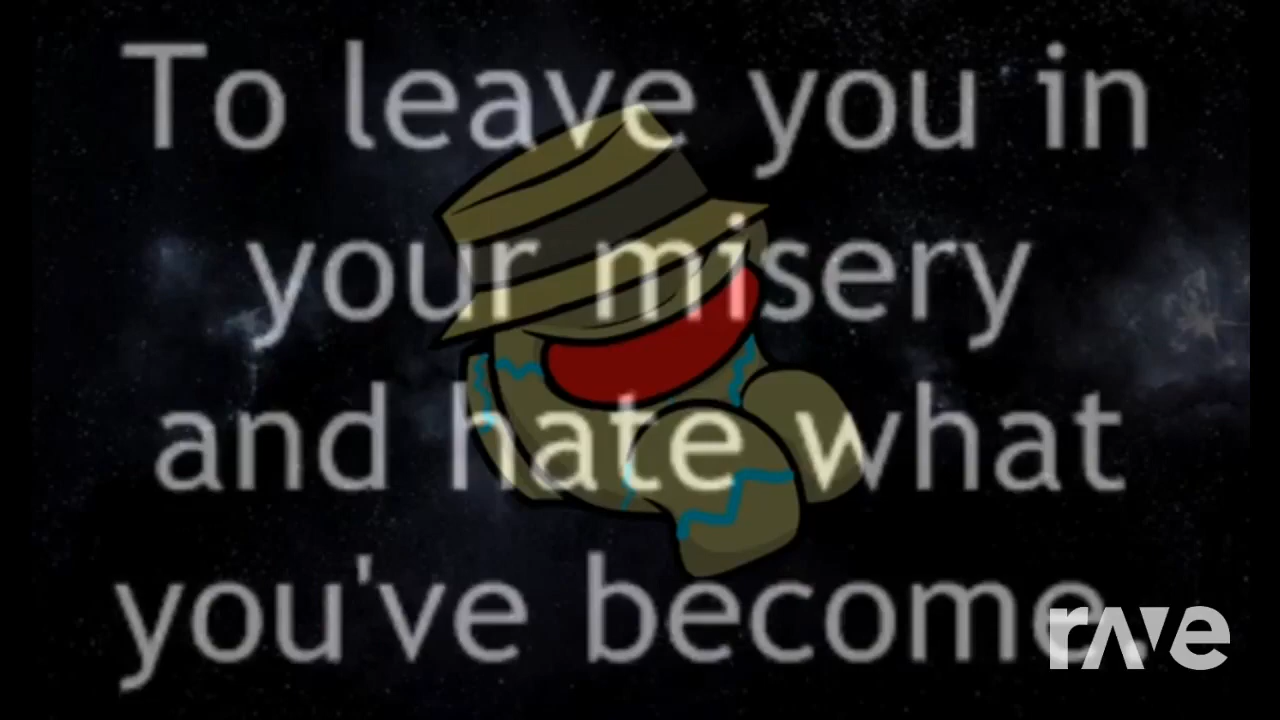 To leave you in
your misery
and hate what
you've become.
rave